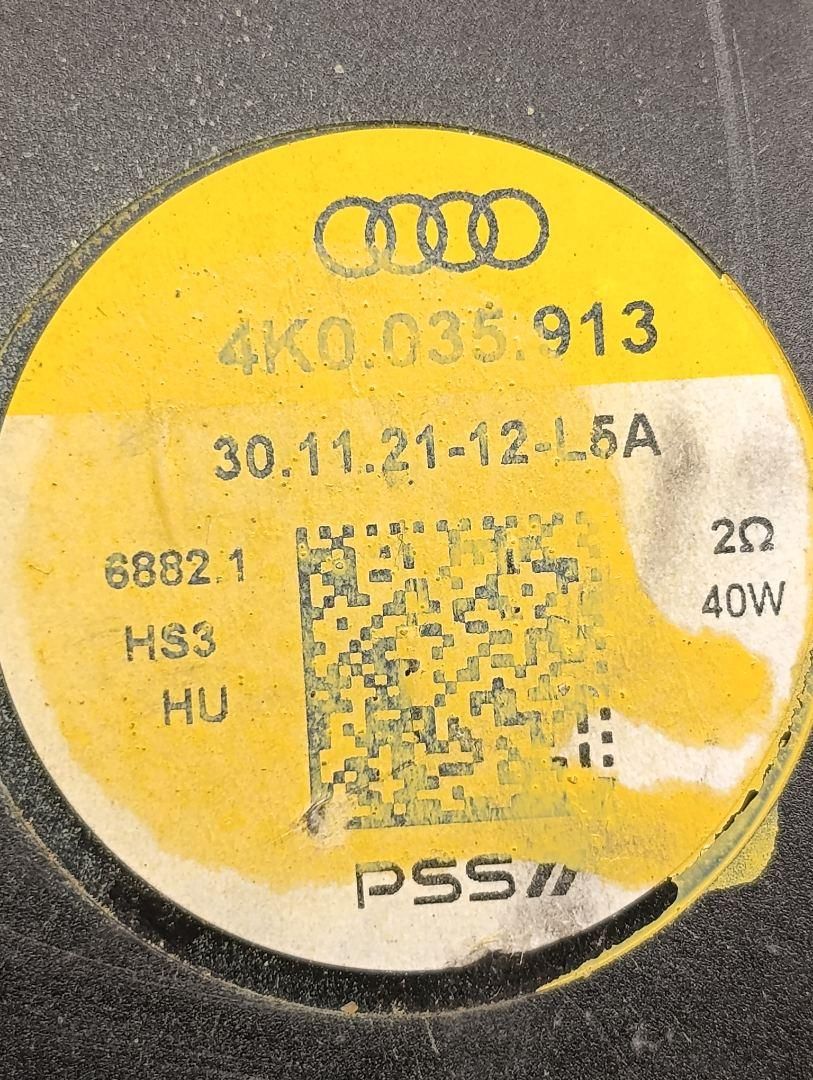 4K0.035.913
30.11.21-12-L5A
6882.1
HS3
HU
2Ω
40W
PSS